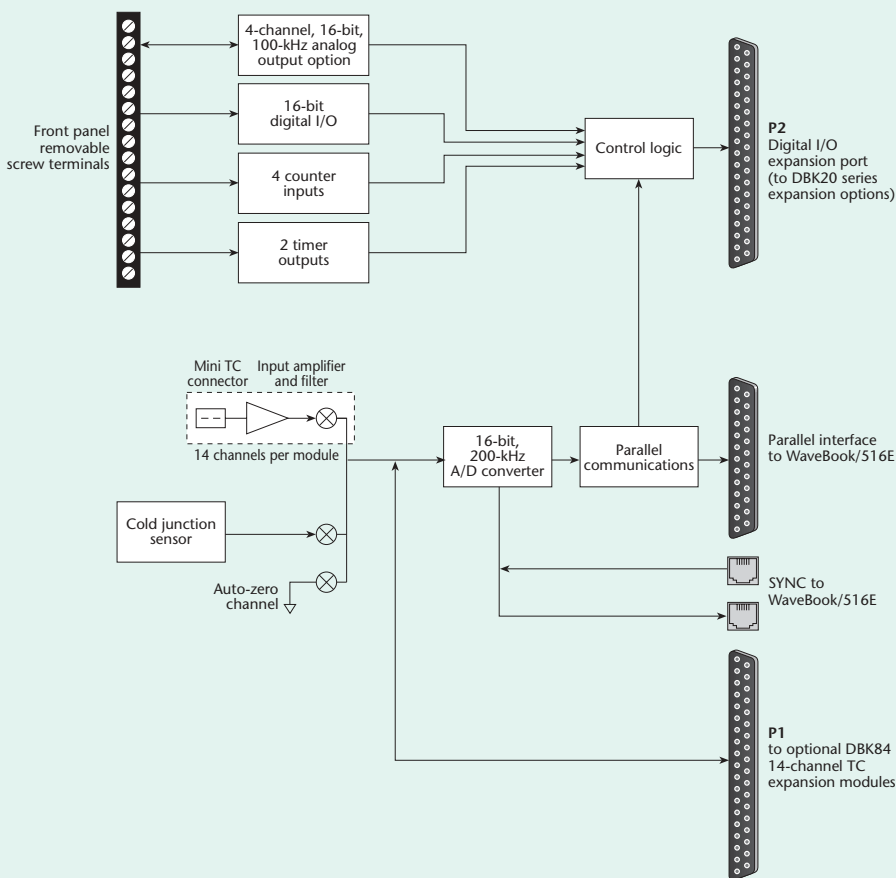 4-channel, 16-bit,
100-kHz analog
output option
16-bit
digital I/O
4 counter
inputs
2 timer
outputs
Front panel
removable
screw terminals
Control logic
P2
Digital I/O
expansion port
(to DBK20 series
expansion options)
Mini TC
connector
Input amplifier
and filter
14 channels per module
Cold junction
sensor
Auto-zero
channel
16-bit,
200-kHz
A/D converter
Parallel
communications
Parallel interface
to WaveBook/516E
SYNC to
WaveBook/516E
P1
to optional DBK84
14-channel TC
expansion modules